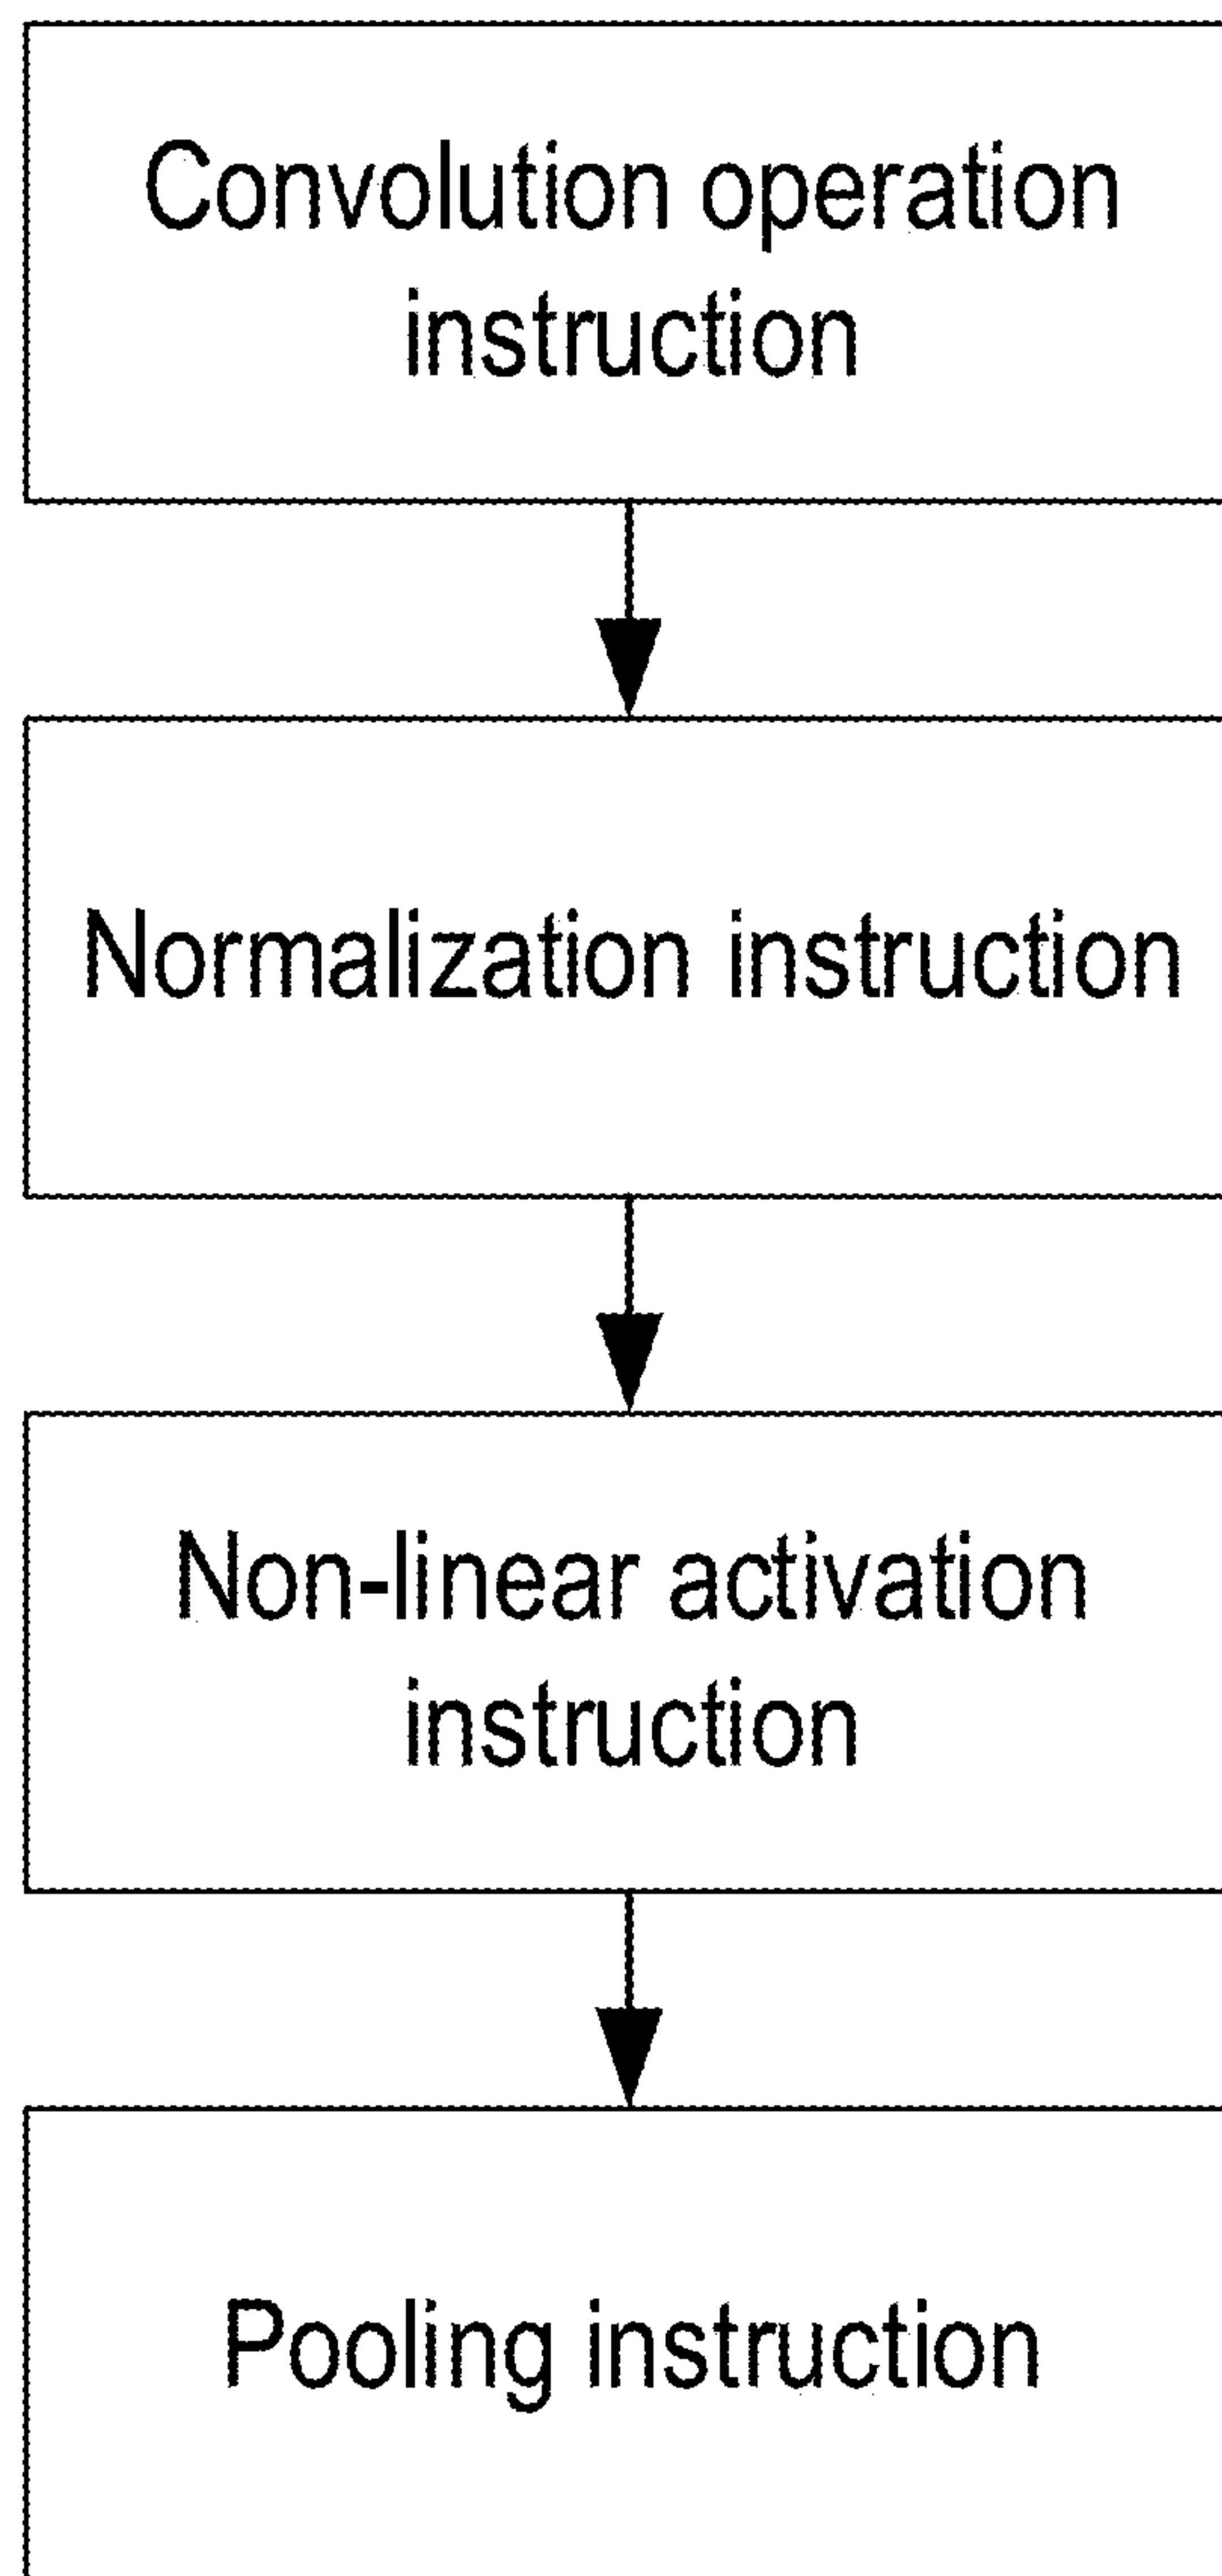 Convolution operation
instruction
Normalization instruction
Non-linear activation
instruction
Pooling instruction